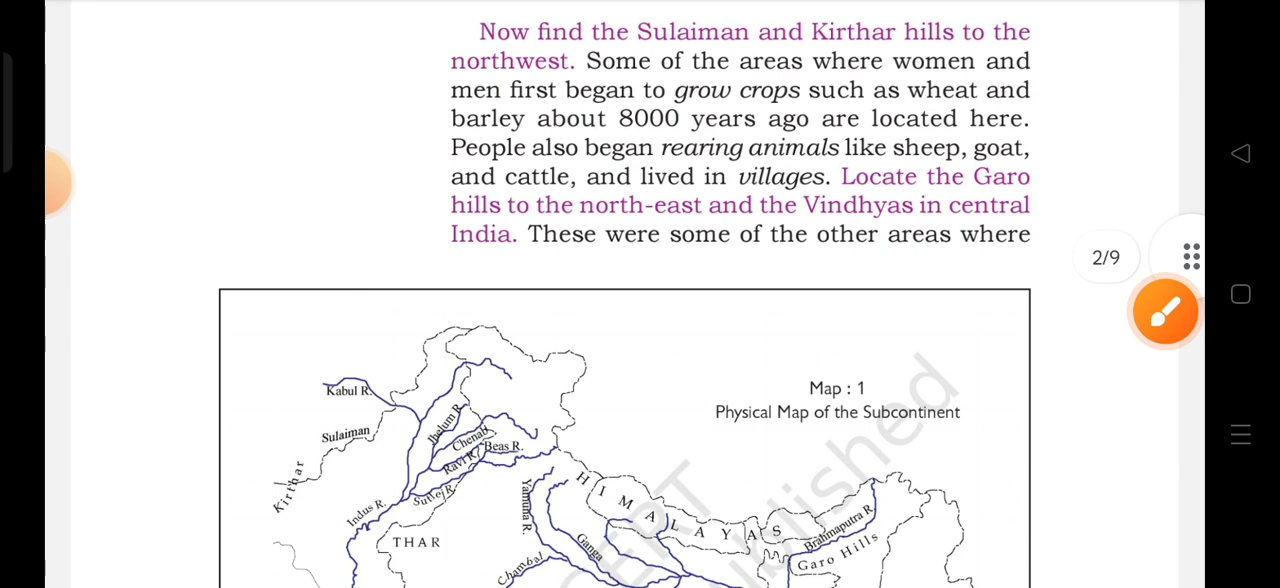 Now find the Sulaiman and Kirthar hills to the
northwest. Some of the areas where women and
men first began to grow crops such as wheat and
barley about 8000 years ago are located here.
People also began rearing animals like sheep, goat,
and cattle, and lived in villages. Locate the Garo
hills to the north-east and the Vindhyas in central
India. These were some of the other areas where
2/9
Map : 1
Physical Map of the Subcontinent
Kabul R.
Sulaiman
Kirthar
Jhelum R.
Chenab
Beas R.
Ravi R.
Sutlej R.
Indus R.
THAR
Yamuna R.
Ganga
Chambal
HIMALAYAS
Brahmaputra R.
Garo Hills